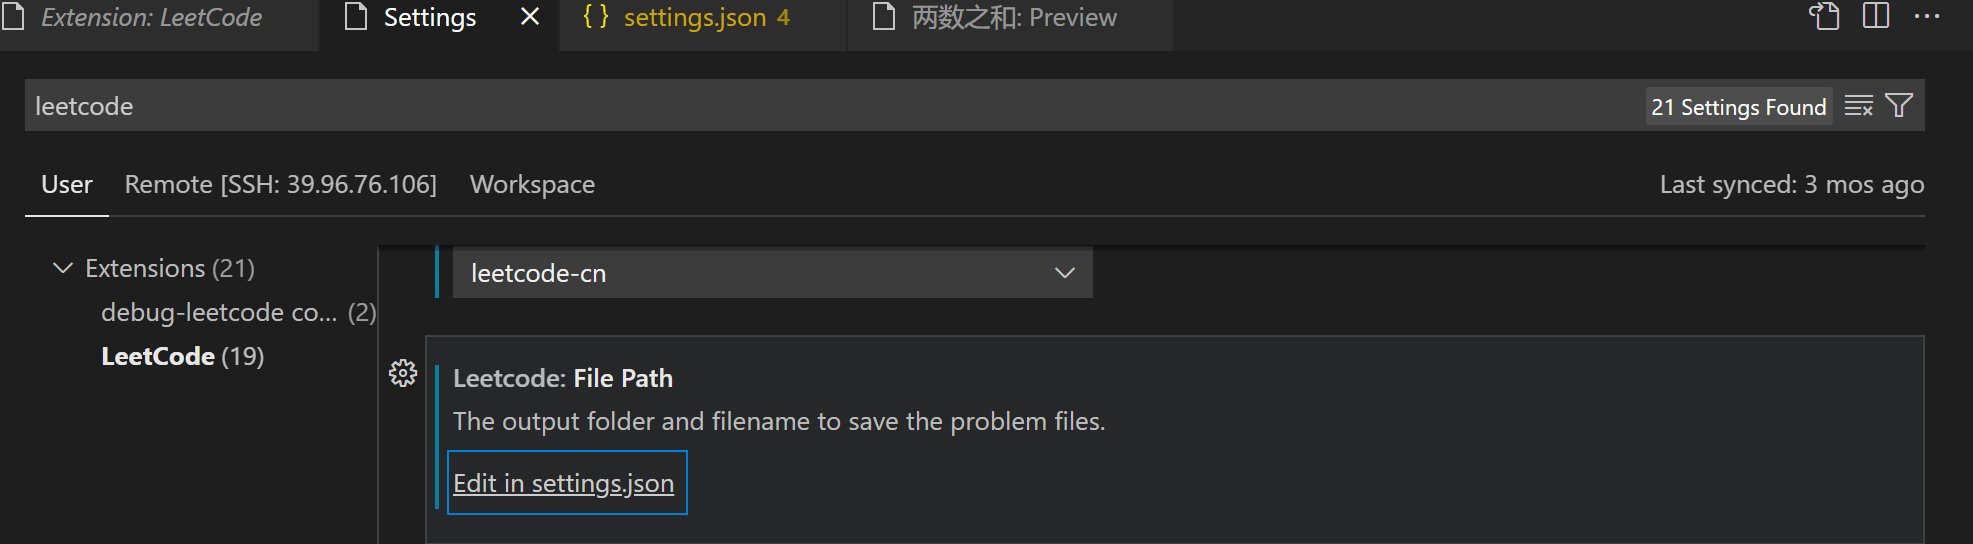 Extension: LeetCode Settings settings.json 4 两数之和: Preview
leetcode 21 Settings Found
User Remote [SSH: 39.96.76.106] Workspace Last synced: 3 mos ago
Extensions (21)
debug-leetcode co... (2)
LeetCode (19)
leetcode-cn
Leetcode: File Path
The output folder and filename to save the problem files.
Edit in settings.json